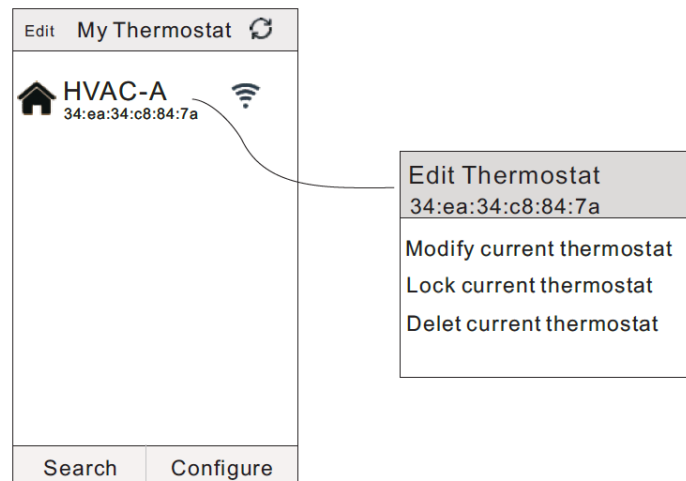 Edit My Thermostat
HVAC-A
34:ea:34:c8:84:7a
Search Configure
Edit Thermostat
34:ea:34:c8:84:7a
Modify current thermostat
Lock current thermostat
Delet current thermostat